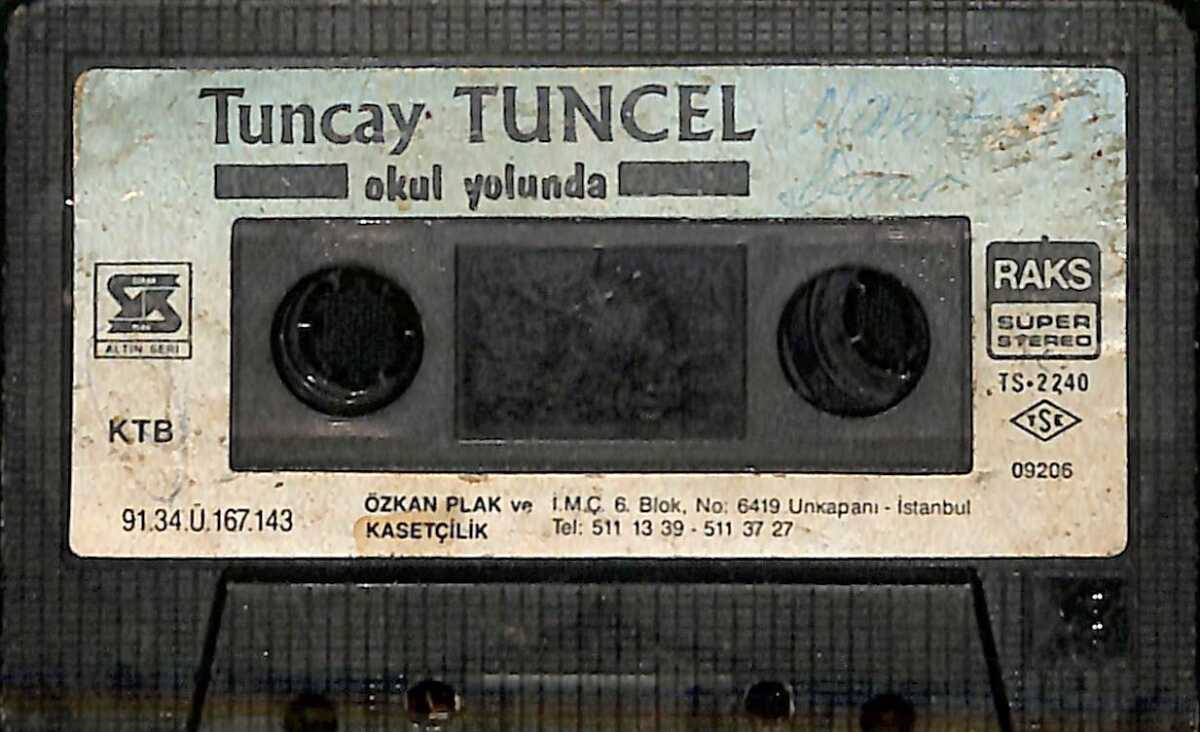 Tuncay TUNCEL
okul yolunda
ALTIN SERİ
KTB
91.34.Ü.167.143
ÖZKAN PLAK ve
KASETÇİLİK
İ.M.Ç. 6. Blok, No: 6419 Unkapanı - İstanbul
Tel: 511 13 39 - 511 37 27
RAKS
SUPER
STEREO
TS-2240
TSE
09206